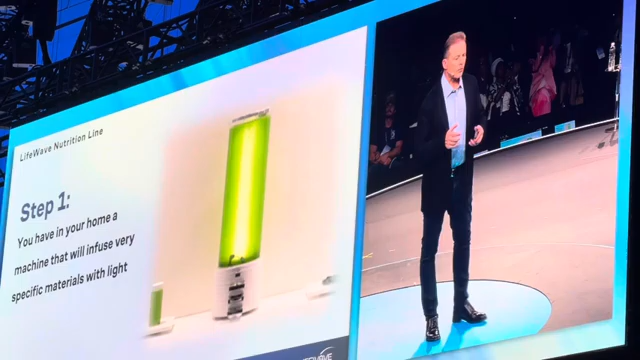 LifeWave Nutrition Line
Step 1:
You have in your home a
machine that will infuse very
specific materials with light